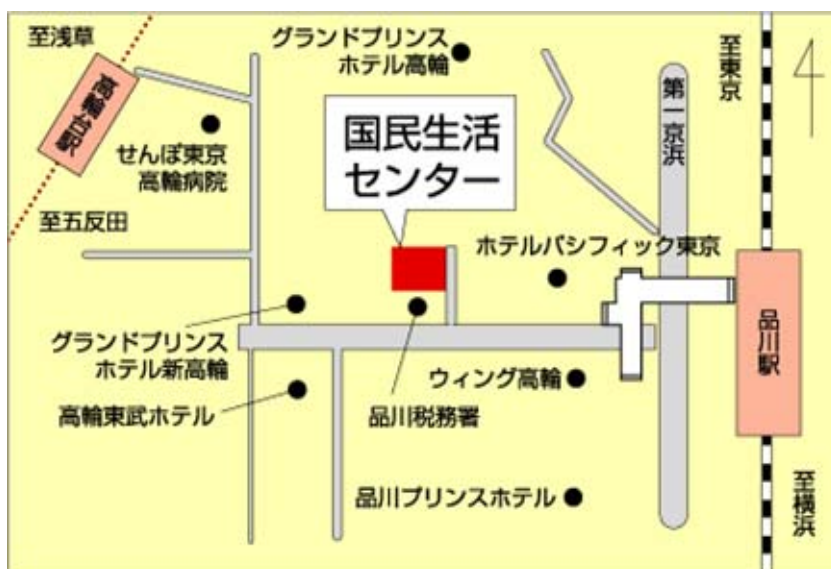 至浅草
高輪台駅
せんぽ東京
高輪病院
至五反田
グランドプリンス
ホテル高輪
国民生活
センター
第一京浜
至東京
ホテルパシフィック東京
品川駅
グランドプリンス
ホテル新高輪
高輪東武ホテル
品川税務署
ウィング高輪
品川プリンスホテル
至横浜